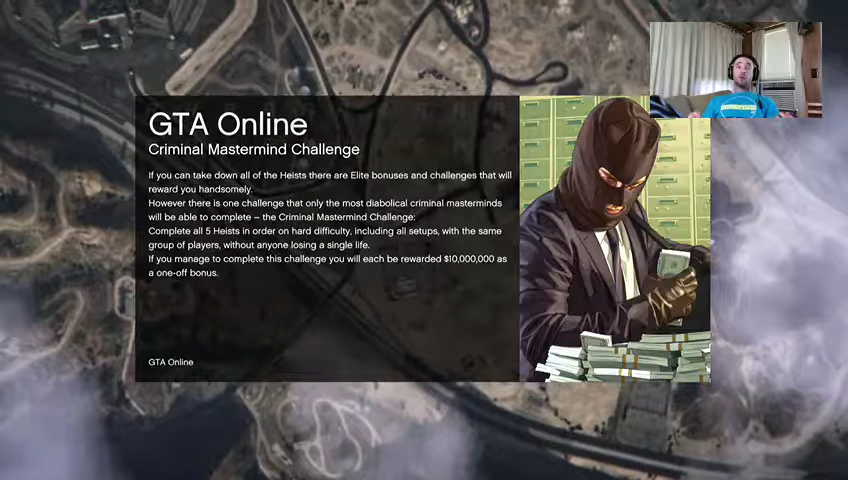 GTA Online
Criminal Mastermind Challenge
If you can take down all of the Heists there are Elite bonuses and challenges that will
reward you handsomely.
However there is one challenge that only the most diabolical criminal masterminds
will be able to complete – the Criminal Mastermind Challenge:
Complete all 5 Heists in order on hard difficulty, including all setups, with the same
group of players, without anyone losing a single life.
If you manage to complete this challenge you will each be rewarded $10,000,000 as
a one-off bonus.
GTA Online